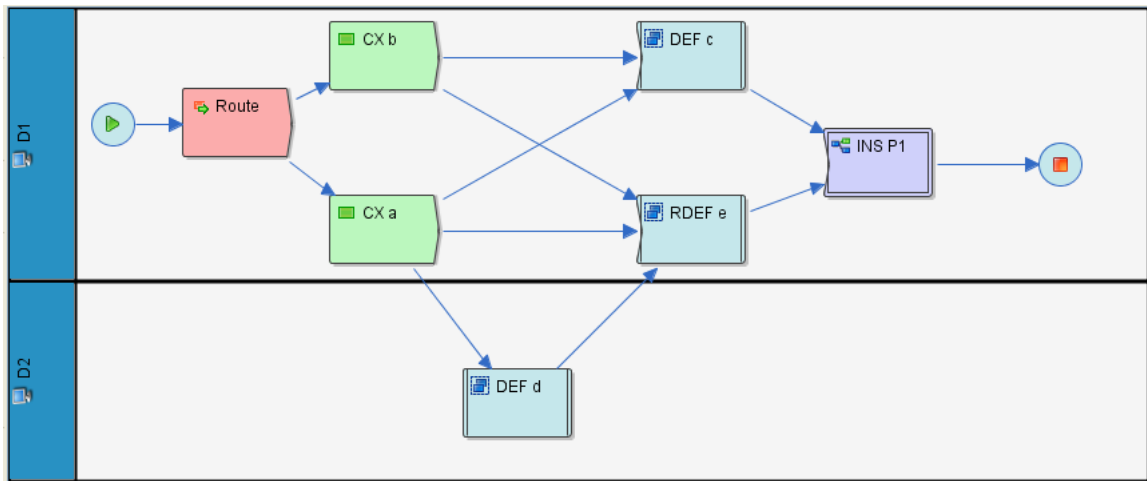 D1
CX b
DEF c
Route
INS P1
CX a
RDEF e
D2
DEF d